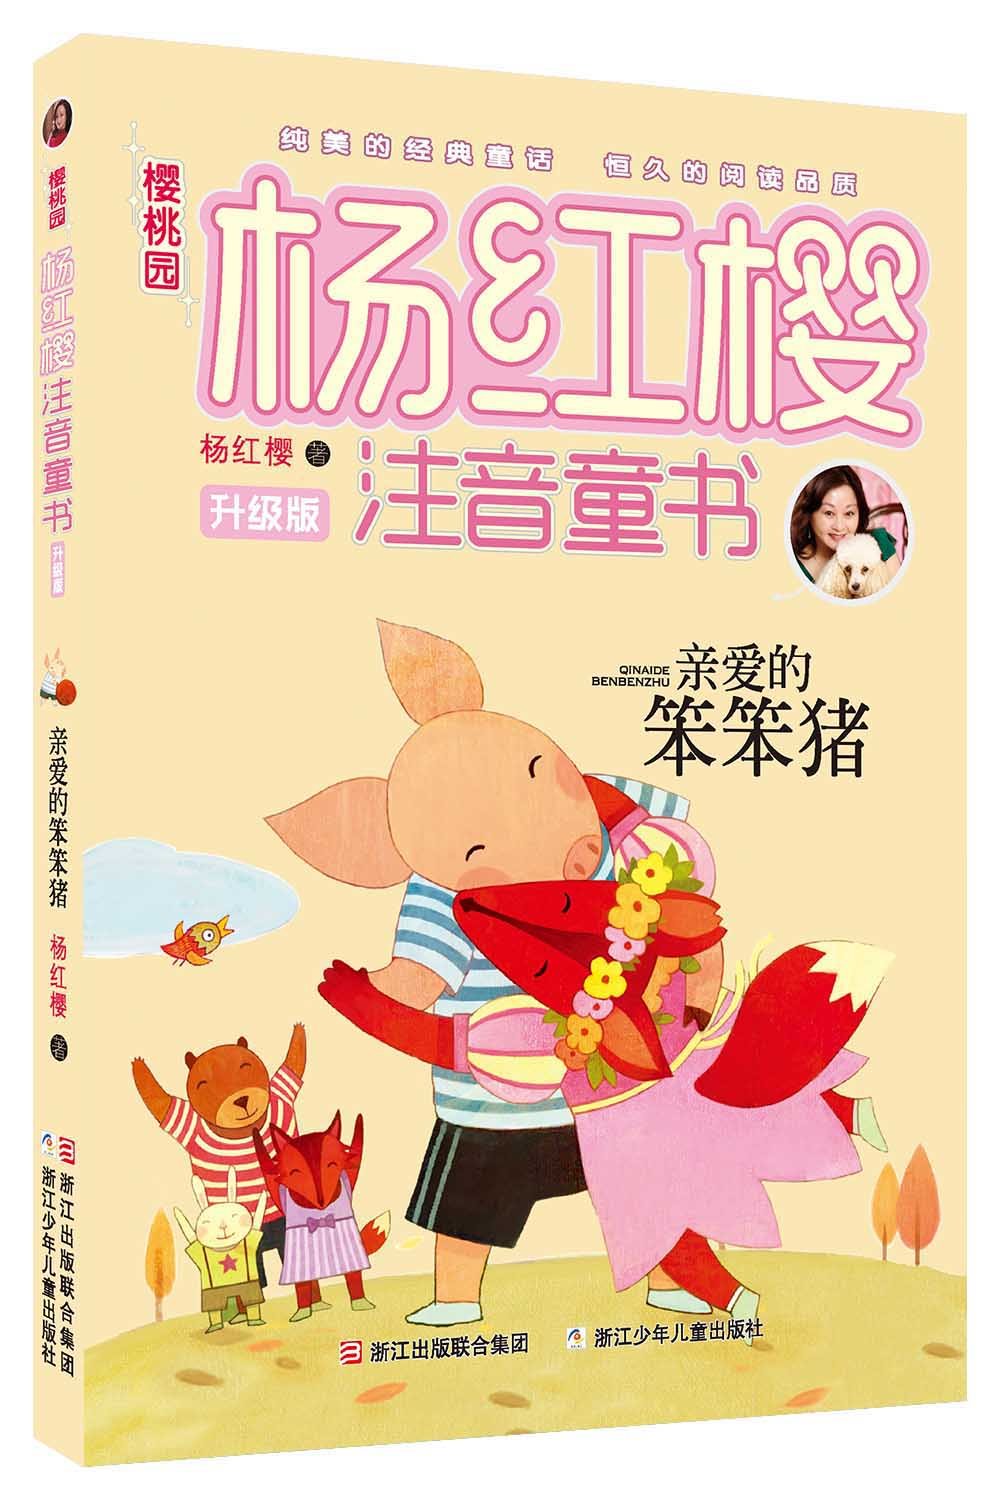 纯美的经典童话 恒久的阅读品质
樱桃园
杨红樱
杨红樱 著
升级版
注音童书
QINAIDE
BENBENZHU
亲爱的
笨笨猪
浙江出版联合集团
浙江少年儿童出版社
樱桃园
杨红樱注音童书
升级版
亲爱的笨笨猪
杨红樱 著
浙江出版联合集团
浙江少年儿童出版社